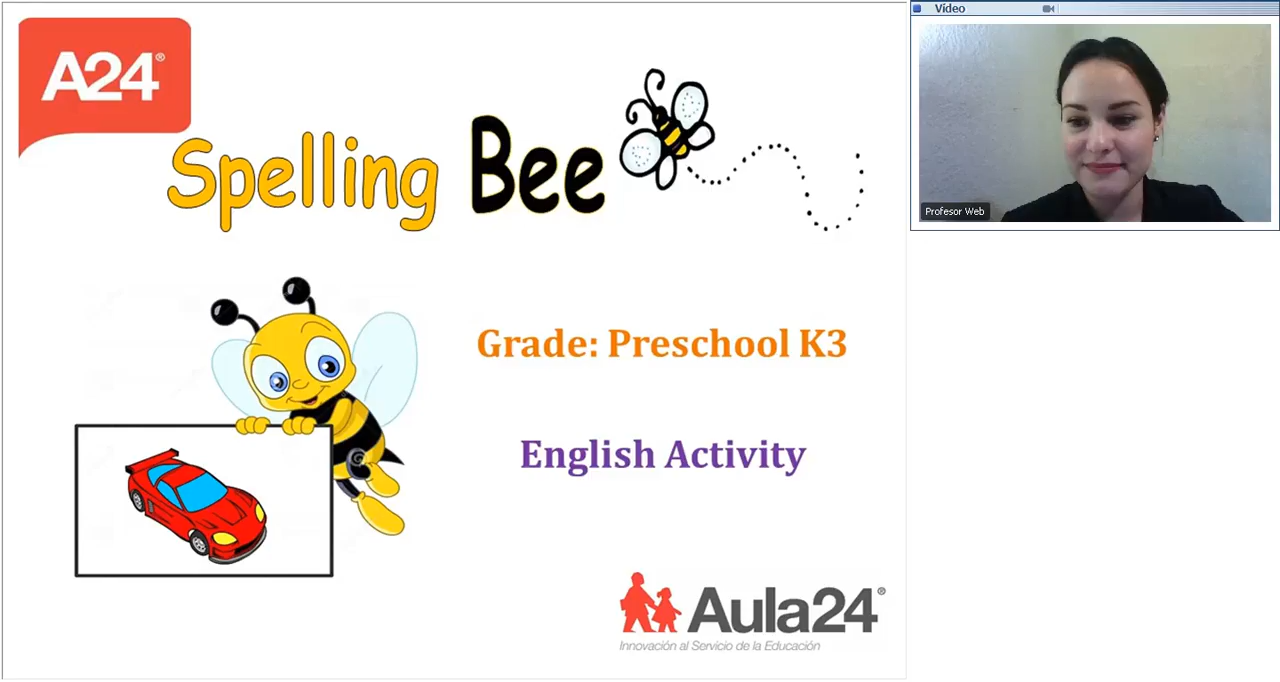 A24®
Spelling Bee
Grade: Preschool K3
English Activity
Aula24®
Innovación al Servicio de la Educación
Vídeo
Profesor Web